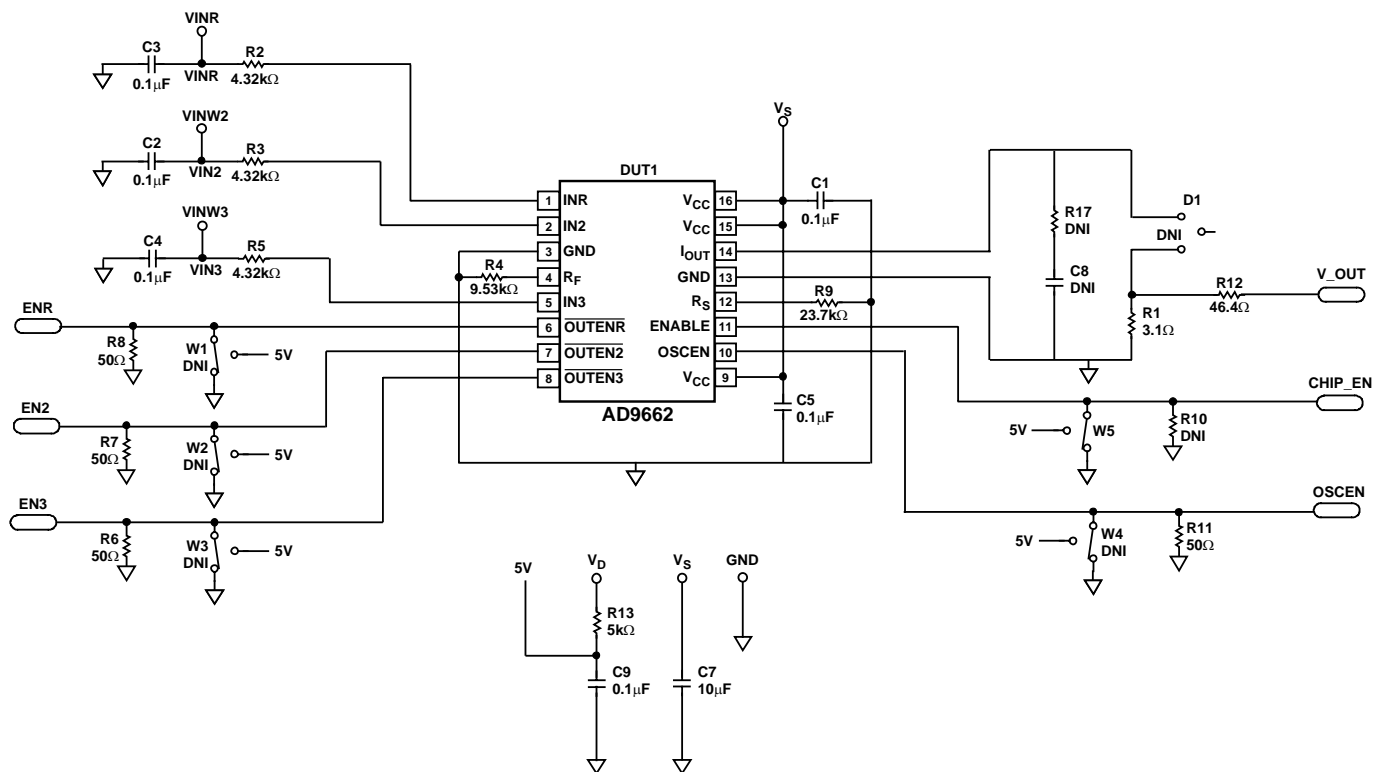 VINR
C3
0.1μF
VINR
R2
4.32kΩ
VINW2
C2
0.1μF
VIN2
R3
4.32kΩ
VINW3
C4
0.1μF
VIN3
R5
4.32kΩ
ENR
R8
50Ω
W1
DNI
5V
EN2
R7
50Ω
W2
DNI
5V
EN3
R6
50Ω
W3
DNI
5V
R4
9.53kΩ
DUT1
1 INR
2 IN2
3 GND
4 RF
5 IN3
6 OUTENR
7 OUTEN2
8 OUTEN3
VCC 16
VCC 15
IOUT 14
GND 13
RS 12
ENABLE 11
OSCEN 10
VCC 9
AD9662
VS
C1
0.1μF
R9
23.7kΩ
C5
0.1μF
R17
DNI
C8
DNI
D1
DNI
R12
46.4Ω
V_OUT
R1
3.1Ω
CHIP_EN
5V
W5
R10
DNI
OSCEN
5V
W4
DNI
R11
50Ω
5V
VD
R13
5kΩ
C9
0.1μF
VS
C7
10μF
GND